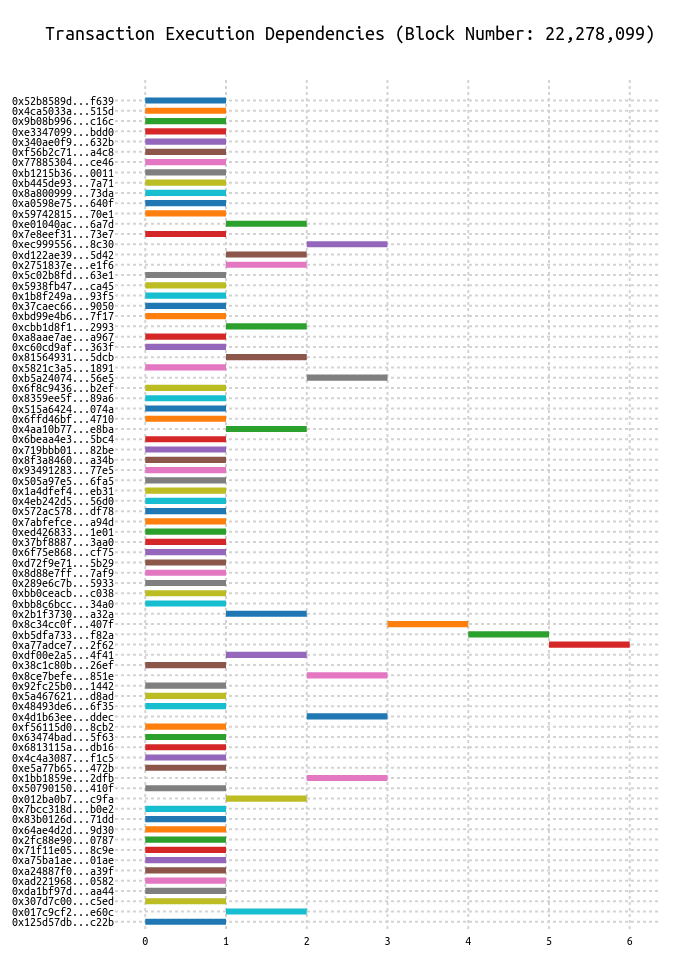 Transaction Execution Dependencies (Block Number: 22,278,099)
0x52b8589d...f639
0x4ca5033a...515d
0x9b08b996...c16c
0xe3347099...bdd0
0x340ae0f9...632b
0xf56b2c71...a4c8
0x77885304...ce46
0xb1215b36...0011
0xb445de93...7a71
0x8a800999...73da
0xa0598e75...640f
0x59742815...70e1
0xe01040ac...6a7d
0x7e8eef31...73e7
0xec999556...8c30
0xd122ae39...5d42
0x2751837e...e1f6
0x5c02b8fd...63e1
0x5938fb47...ca45
0x1b8f249a...93f5
0x37caec66...9050
0xbd99e4b6...7f17
0xcbb1d8f1...2993
0xa8aae7ae...a967
0xc60cd9af...363f
0x81564931...5dcb
0x5821c3a5...1891
0xb5a24074...56e5
0x6f8c9436...b2ef
0x8359ee5f...89a6
0x515a6424...074a
0x6ffd46bf...4710
0x4aa10b77...e8ba
0x6beaa4e3...5bc4
0x719bbb01...82be
0x8f3a8460...a34b
0x93491283...77e5
0x505a97e5...6fa5
0x1a4dfef4...eb31
0x4eb242d5...56d0
0x572ac578...df78
0x7abfefce...a94d
0xed426833...1e01
0x37bf8887...3aa0
0x6f75e868...cf75
0xd72f9e71...5b29
0x8d88e7ff...7af9
0x289e6c7b...5933
0xbb0ceacb...c038
0xbb8c6bcc...34a0
0x2b1f3730...a32a
0x8c34cc0f...407f
0xb5dfa733...f82a
0xa77adce7...2f62
0xdf00e2a5...4f41
0x38c1c80b...26ef
0x8ce7befe...851e
0x92fc25b0...1442
0x5a467621...d8ad
0x48493de6...6f35
0x4d1b63ee...ddec
0xf56115d0...8cb2
0x63474bad...5f63
0x6813115a...db16
0x4c4a3087...f1c5
0xe5a77b65...472b
0x1bb1859e...2dfb
0x50790150...410f
0x012ba0b7...c9fa
0x7bcc318d...b0e2
0x83b0126d...71dd
0x64ae4d2d...9d30
0x2fc88e90...0787
0x71f11e05...8c9e
0xa75ba1ae...01ae
0xa24887f0...a39f
0xad221968...0582
0xda1bf97d...aa44
0x307d7c00...c5ed
0x017c9cf2...e60c
0x125d57db...c22b
0 1 2 3 4 5 6